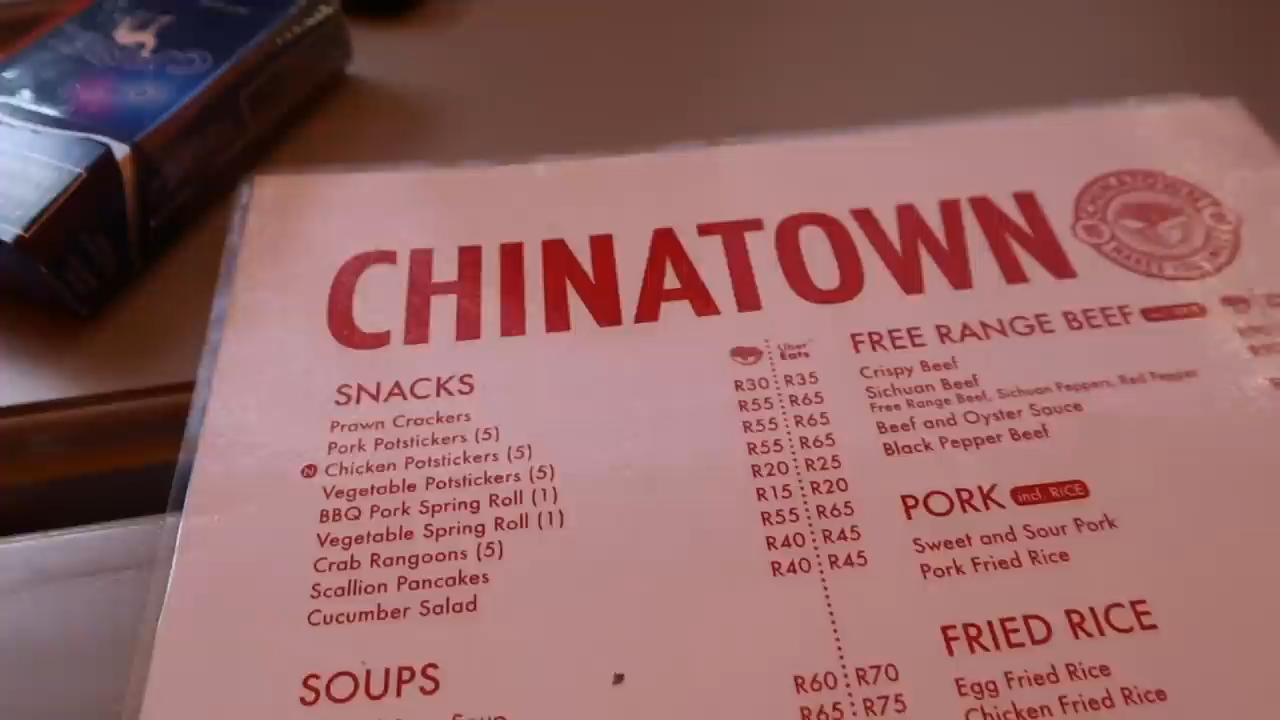 CHINATOWN
CHINATOWN
SNACKS
Uber Eats
Prawn Crackers R30 R35
Pork Potstickers (5) R55 R65
N Chicken Potstickers (5) R55 R65
Vegetable Potstickers (5) R55 R65
BBQ Pork Spring Roll (1) R20 R25
Vegetable Spring Roll (1) R15 R20
Crab Rangoons (5) R55 R65
Scallion Pancakes R40 R45
Cucumber Salad R40 R45
SOUPS
R60 R70
Soup R65 R75
FREE RANGE BEEF
Crispy Beef
Sichuan Beef
Free Range Beef, Sichuan Peppers, Red Pepper
Beef and Oyster Sauce
Black Pepper Beef
PORK incl. RICE
Sweet and Sour Pork
Pork Fried Rice
FRIED RICE
Egg Fried Rice
Chicken Fried Rice